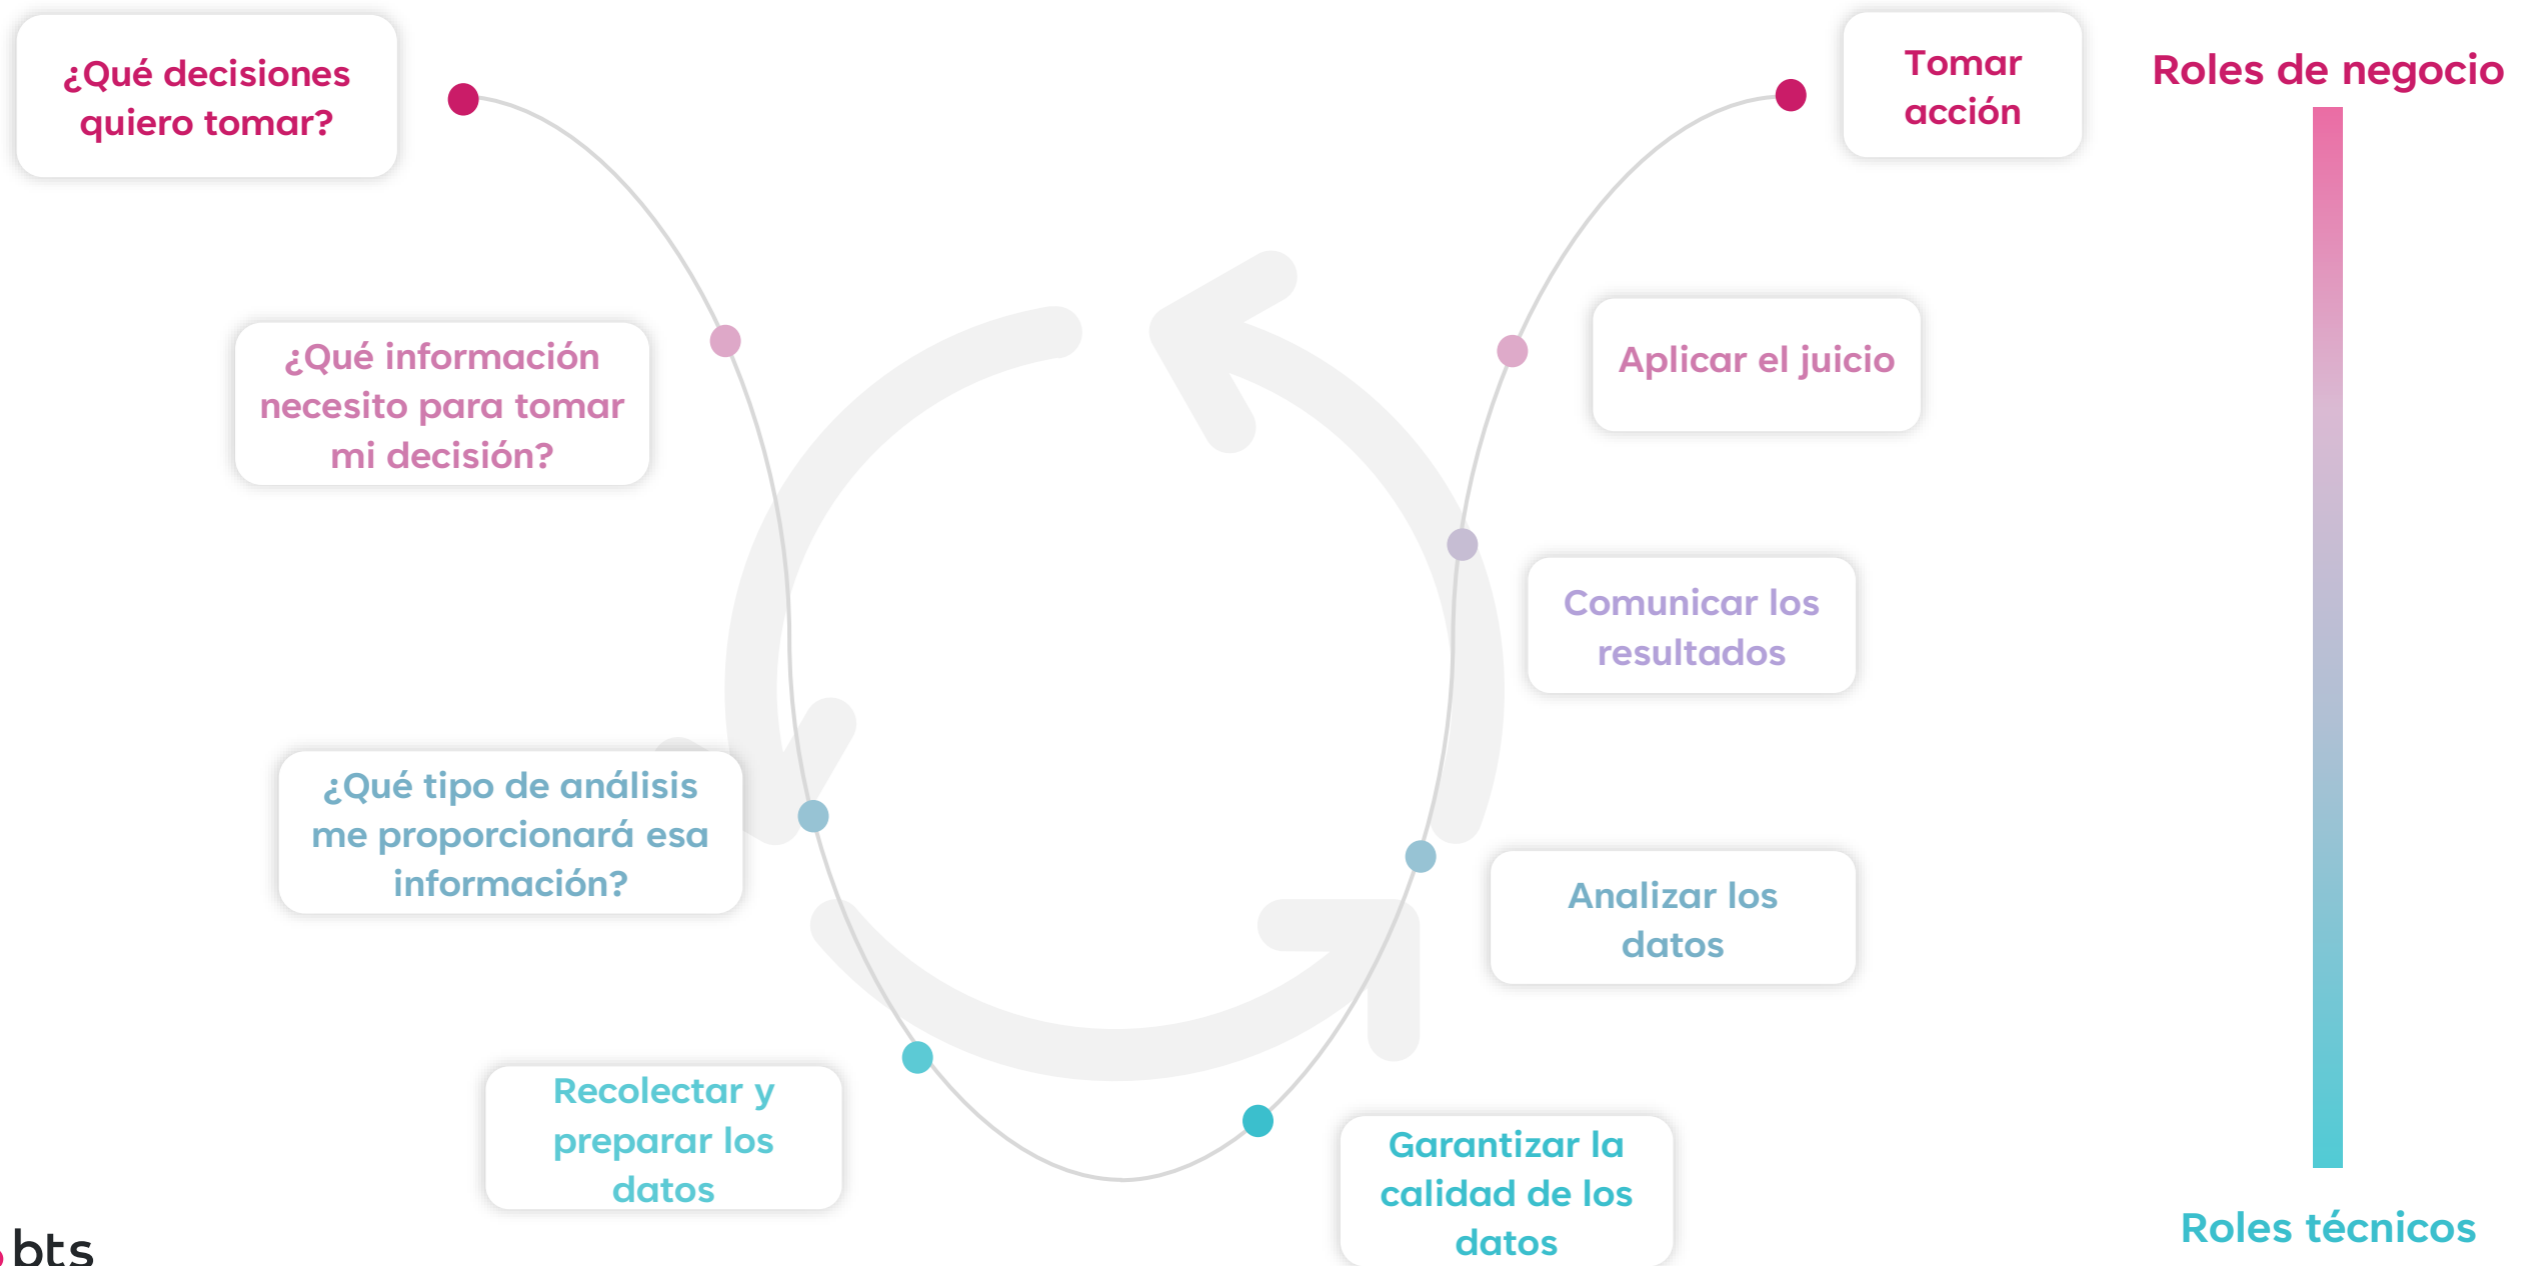 ¿Qué decisiones
quiero tomar?
¿Qué información
necesito para tomar
mi decisión?
¿Qué tipo de análisis
me proporcionará esa
información?
Recolectar y
preparar los
datos
Garantizar la
calidad de los
datos
Analizar los
datos
Comunicar los
resultados
Aplicar el juicio
Tomar
acción
Roles de negocio
Roles técnicos
bts